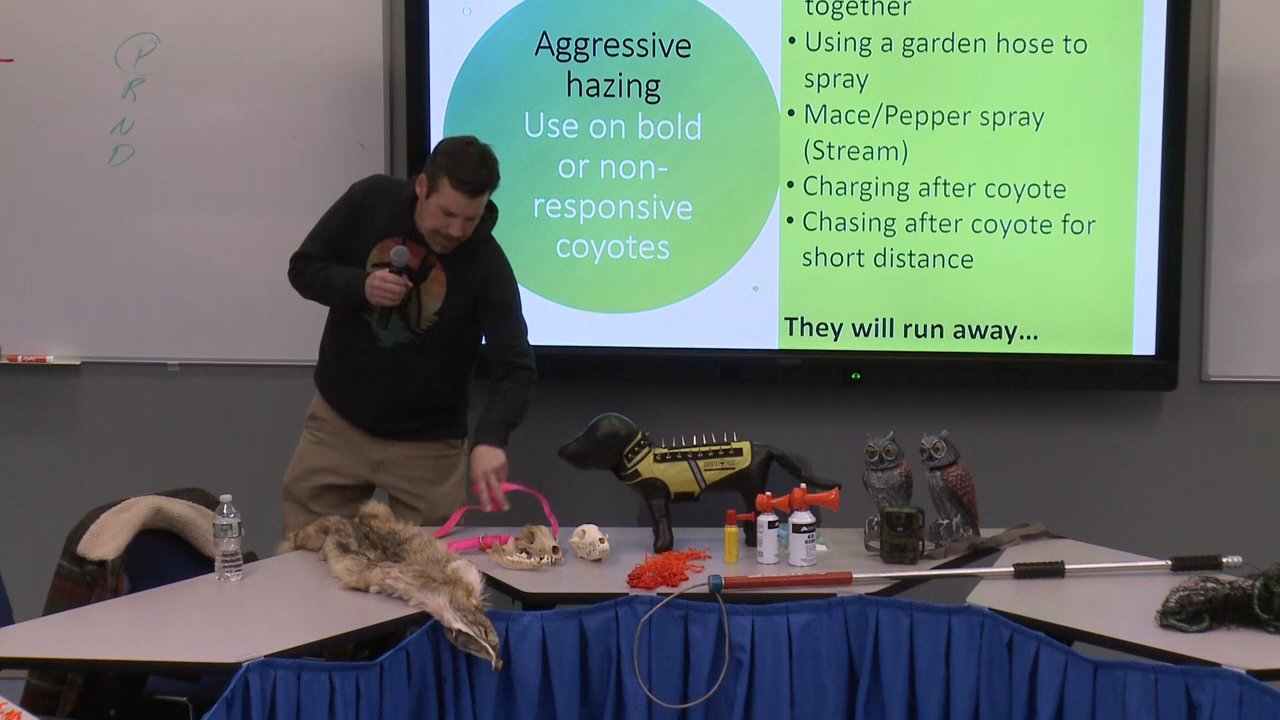 P
R
N
D
Aggressive
hazing
Use on bold
or non-
responsive
coyotes
together
• Using a garden hose to
spray
• Mace/Pepper spray
(Stream)
• Charging after coyote
• Chasing after coyote for
short distance
They will run away...